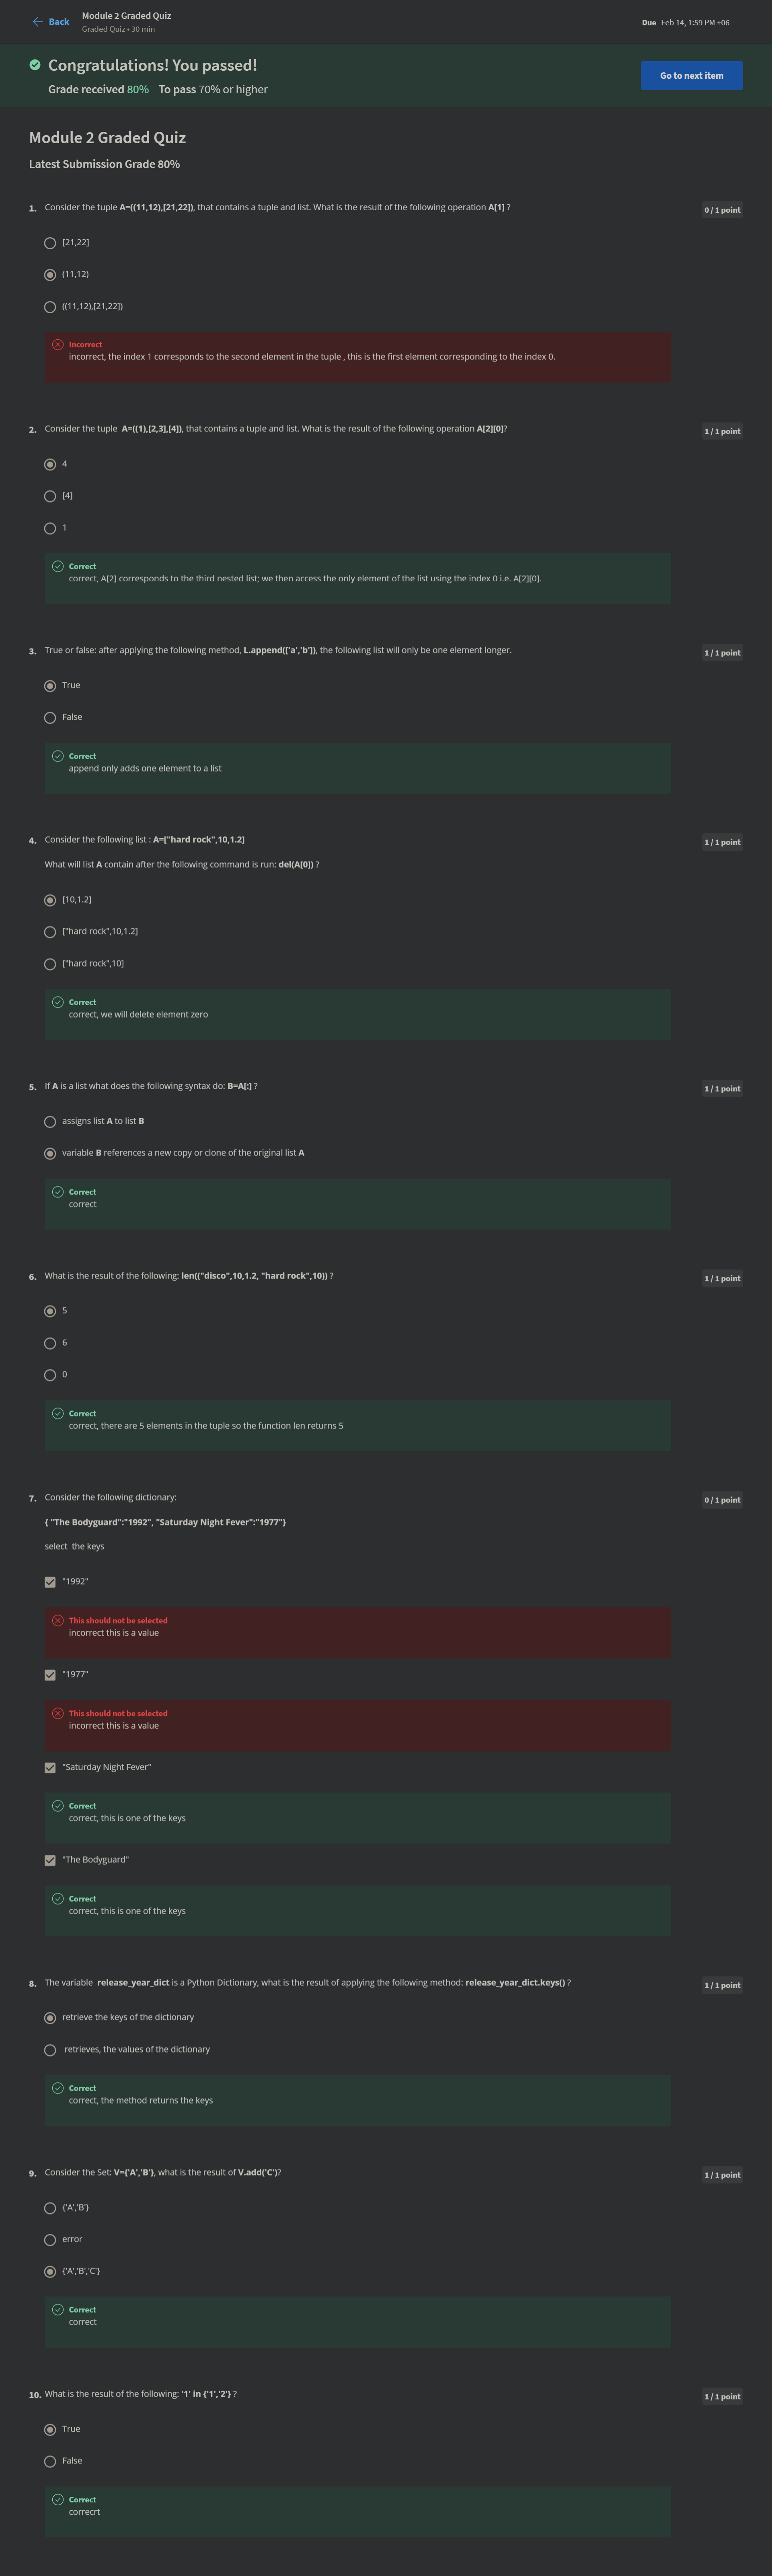 Back
Module 2 Graded Quiz
Graded Quiz • 30 min
Due Feb 14, 1:59 PM +06
Congratulations! You passed!
Grade received 80% To pass 70% or higher
Go to next item
Module 2 Graded Quiz
Latest Submission Grade 80%
1. Consider the tuple A=((11,12),[21,22]), that contains a tuple and list. What is the result of the following operation A[1] ?
0 / 1 point
[21,22]
(11,12)
((11,12),[21,22])
Incorrect
incorrect, the index 1 corresponds to the second element in the tuple , this is the first element corresponding to the index 0.
2. Consider the tuple A=((1),[2,3],[4]), that contains a tuple and list. What is the result of the following operation A[2][0]?
1 / 1 point
4
[4]
1
Correct
correct, A[2] corresponds to the third nested list; we then access the only element of the list using the index 0 i.e. A[2][0].
3. True or false: after applying the following method, L.append(['a','b']), the following list will only be one element longer.
1 / 1 point
True
False
Correct
append only adds one element to a list
4. Consider the following list : A=["hard rock",10,1.2]
1 / 1 point
What will list A contain after the following command is run: del(A[0]) ?
[10,1.2]
["hard rock",10,1.2]
["hard rock",10]
Correct
correct, we will delete element zero
5. If A is a list what does the following syntax do: B=A[:] ?
1 / 1 point
assigns list A to list B
variable B references a new copy or clone of the original list A
Correct
correct
6. What is the result of the following: len(("disco",10,1.2, "hard rock",10)) ?
1 / 1 point
5
6
0
Correct
correct, there are 5 elements in the tuple so the function len returns 5
7. Consider the following dictionary:
0 / 1 point
{ "The Bodyguard":"1992", "Saturday Night Fever":"1977"}
select the keys
"1992"
This should not be selected
incorrect this is a value
"1977"
This should not be selected
incorrect this is a value
"Saturday Night Fever"
Correct
correct, this is one of the keys
"The Bodyguard"
Correct
correct, this is one of the keys
8. The variable release_year_dict is a Python Dictionary, what is the result of applying the following method: release_year_dict.keys() ?
1 / 1 point
retrieve the keys of the dictionary
retrieves, the values of the dictionary
Correct
correct, the method returns the keys
9. Consider the Set: V={'A','B'}, what is the result of V.add('C')?
1 / 1 point
{'A','B'}
error
{'A','B','C'}
Correct
correct
10. What is the result of the following: '1' in {'1','2'} ?
1 / 1 point
True
False
Correct
correcrt